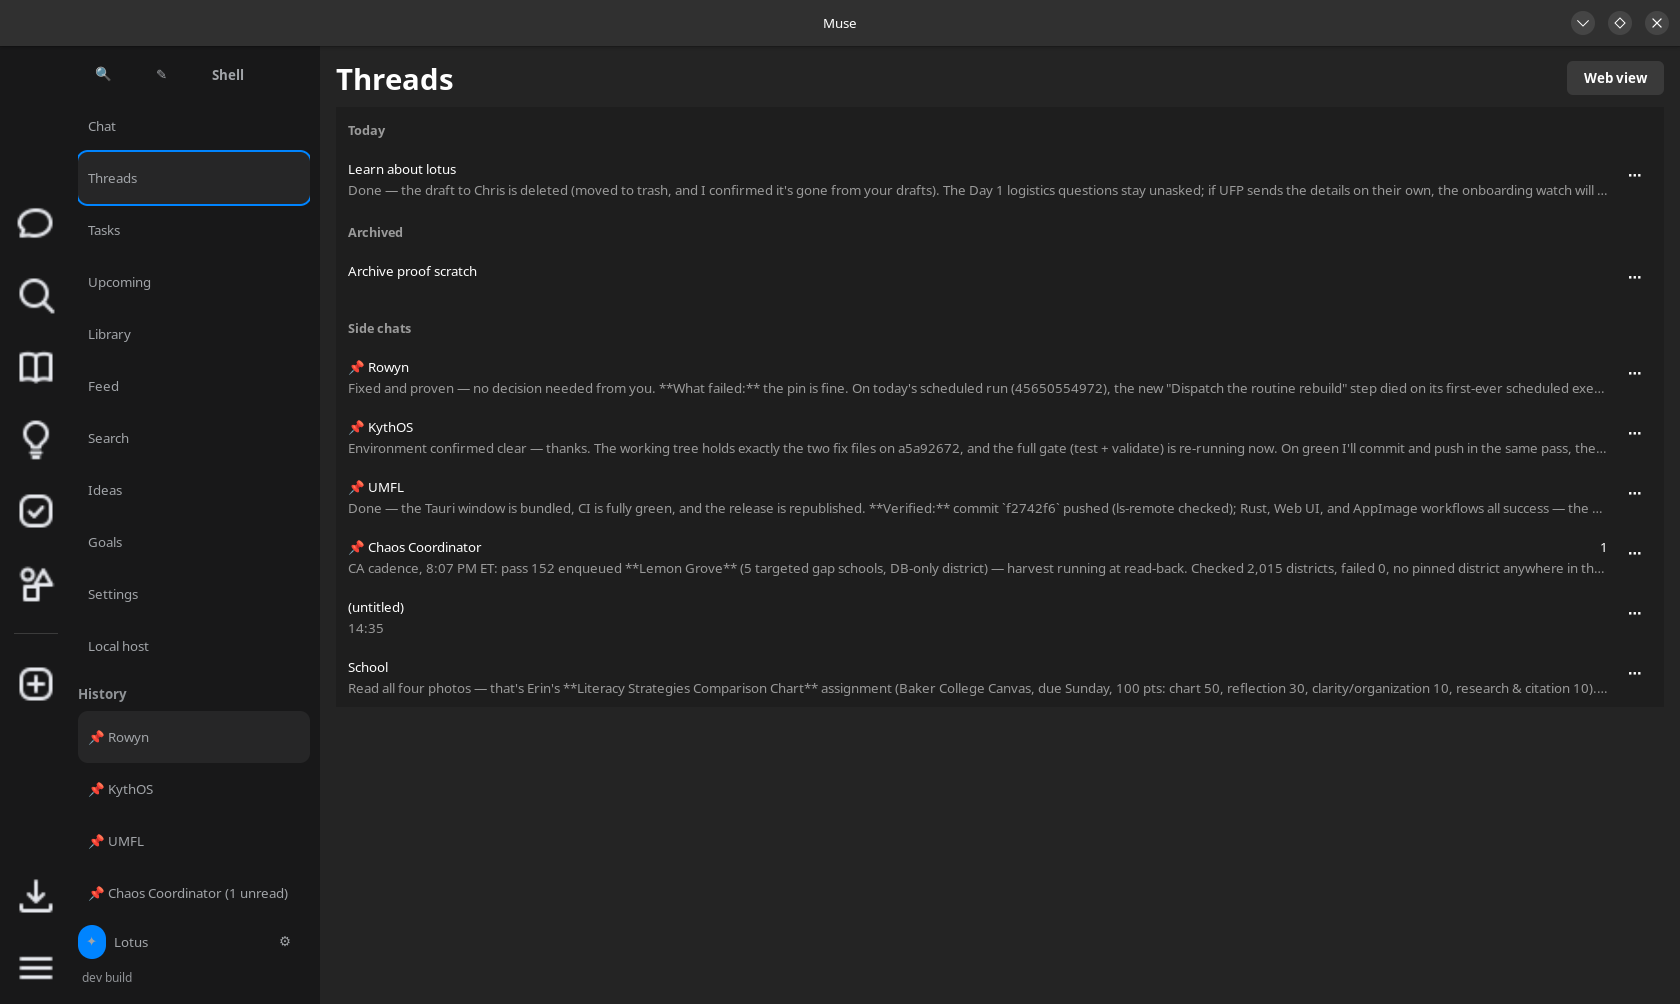 Muse
Shell
Chat
Threads
Tasks
Upcoming
Library
Feed
Search
Ideas
Goals
Settings
Local host
History
📌 Rowyn
📌 KythOS
📌 UMFL
📌 Chaos Coordinator (1 unread)
Lotus
dev build
Threads
Web view
Today
Learn about lotus
Done — the draft to Chris is deleted (moved to trash, and I confirmed it's gone from your drafts). The Day 1 logistics questions stay unasked; if UFP sends the details on their own, the onboarding watch will ...
Archived
Archive proof scratch
Side chats
📌 Rowyn
Fixed and proven — no decision needed from you. **What failed:** the pin is fine. On today's scheduled run (45650554972), the new "Dispatch the routine rebuild" step died on its first-ever scheduled exe...
📌 KythOS
Environment confirmed clear — thanks. The working tree holds exactly the two fix files on a5a92672, and the full gate (test + validate) is re-running now. On green I'll commit and push in the same pass, the...
📌 UMFL
Done — the Tauri window is bundled, CI is fully green, and the release is republished. **Verified:** commit `f2742f6` pushed (ls-remote checked); Rust, Web UI, and AppImage workflows all success — the ...
📌 Chaos Coordinator 1
CA cadence, 8:07 PM ET: pass 152 enqueued **Lemon Grove** (5 targeted gap schools, DB-only district) — harvest running at read-back. Checked 2,015 districts, failed 0, no pinned district anywhere in th...
(untitled)
14:35
School
Read all four photos — that's Erin's **Literacy Strategies Comparison Chart** assignment (Baker College Canvas, due Sunday, 100 pts: chart 50, reflection 30, clarity/organization 10, research & citation 10)....